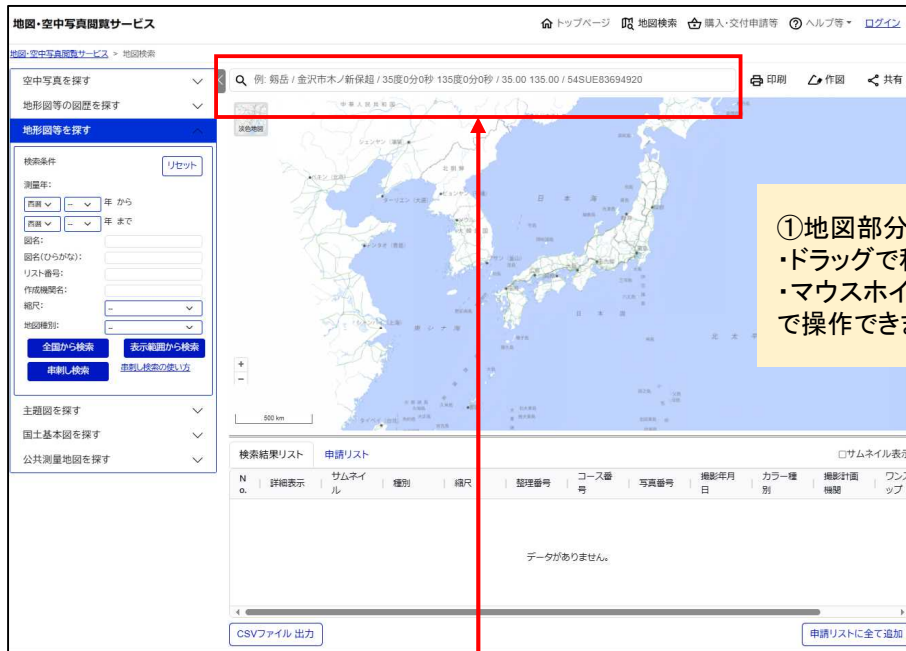 地図・空中写真閲覧サービス
トップページ 地図検索 購入・交付申請等 ヘルプ等 ログイン
地図・空中写真閲覧サービス > 地図検索
空中写真を探す
地形図等の図歴を探す
地形図等を探す
検索条件
リセット
測量年:
西暦 -- 年 から
西暦 -- 年 まで
図名:
図名(ひらがな):
リスト番号:
作成機関名:
縮尺: --
地図種別: --
全国から検索 表示範囲から検索
串刺し検索 串刺し検索の使い方
主題図を探す
国土基本図を探す
公共測量地図を探す
例: 剱岳 / 金沢市木ノ新保超 / 35度0分0秒 135度0分0秒 / 35.00 135.00 / 54SUE83694920
印刷 作図 共有
淡色地図
中華人民共和国
日本海
日本国
+
−
500 km
①地図部分
・ドラッグで
・マウスホイ
で操作でき
検索結果リスト 申請リスト □サムネイル表示
No. 詳細表示 サムネイル 種別 縮尺 整理番号 コース番号 写真番号 撮影年月日 カラー種別 撮影計画機関
データがありません。
CSVファイル出力 申請リストに全て追加